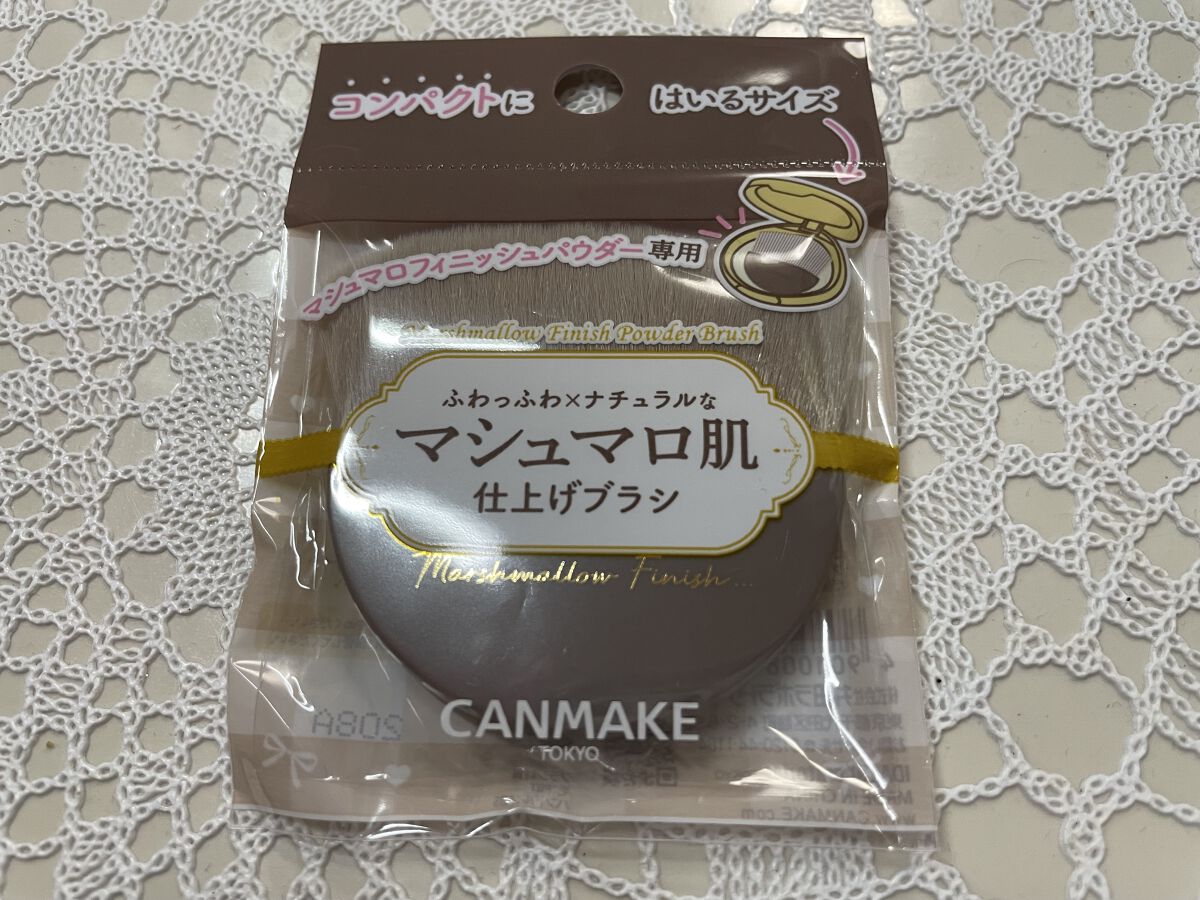 コンパクトに はいるサイズ
マシュマロフィニッシュパウダー専用
Marshmallow Finish Powder Brush
ふわっふわ×ナチュラルな
マシュマロ肌
仕上げブラシ
Marshmallow Finish...
CANMAKE
TOKYO
208A